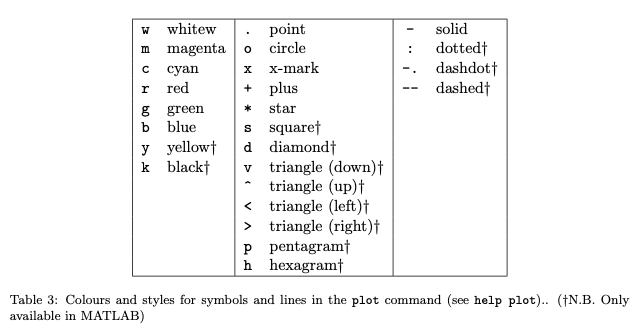 w whitew . point - solid
m magenta o circle : dotted†
c cyan x x-mark -. dashdot†
r red + plus -- dashed†
g green * star
b blue s square†
y yellow† d diamond†
k black† v triangle (down)†
^ triangle (up)†
< triangle (left)†
> triangle (right)†
p pentagram†
h hexagram†
Table 3: Colours and styles for symbols and lines in the plot command (see help plot).. (†N.B. Only
available in MATLAB)